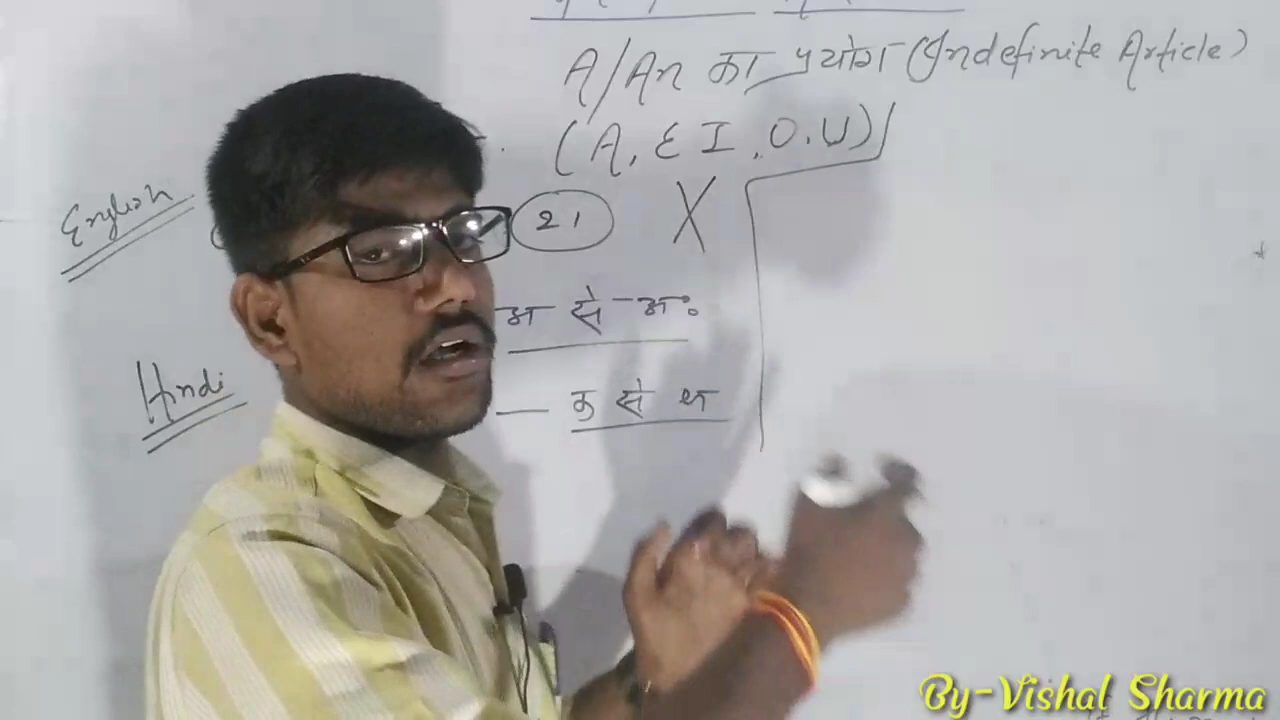 A/An का प्रयोग (Indefinite Article)
(A, E I, O, U)
English
21 X
अ से अः
Hindi
— क से श
By-Vishal Sharma